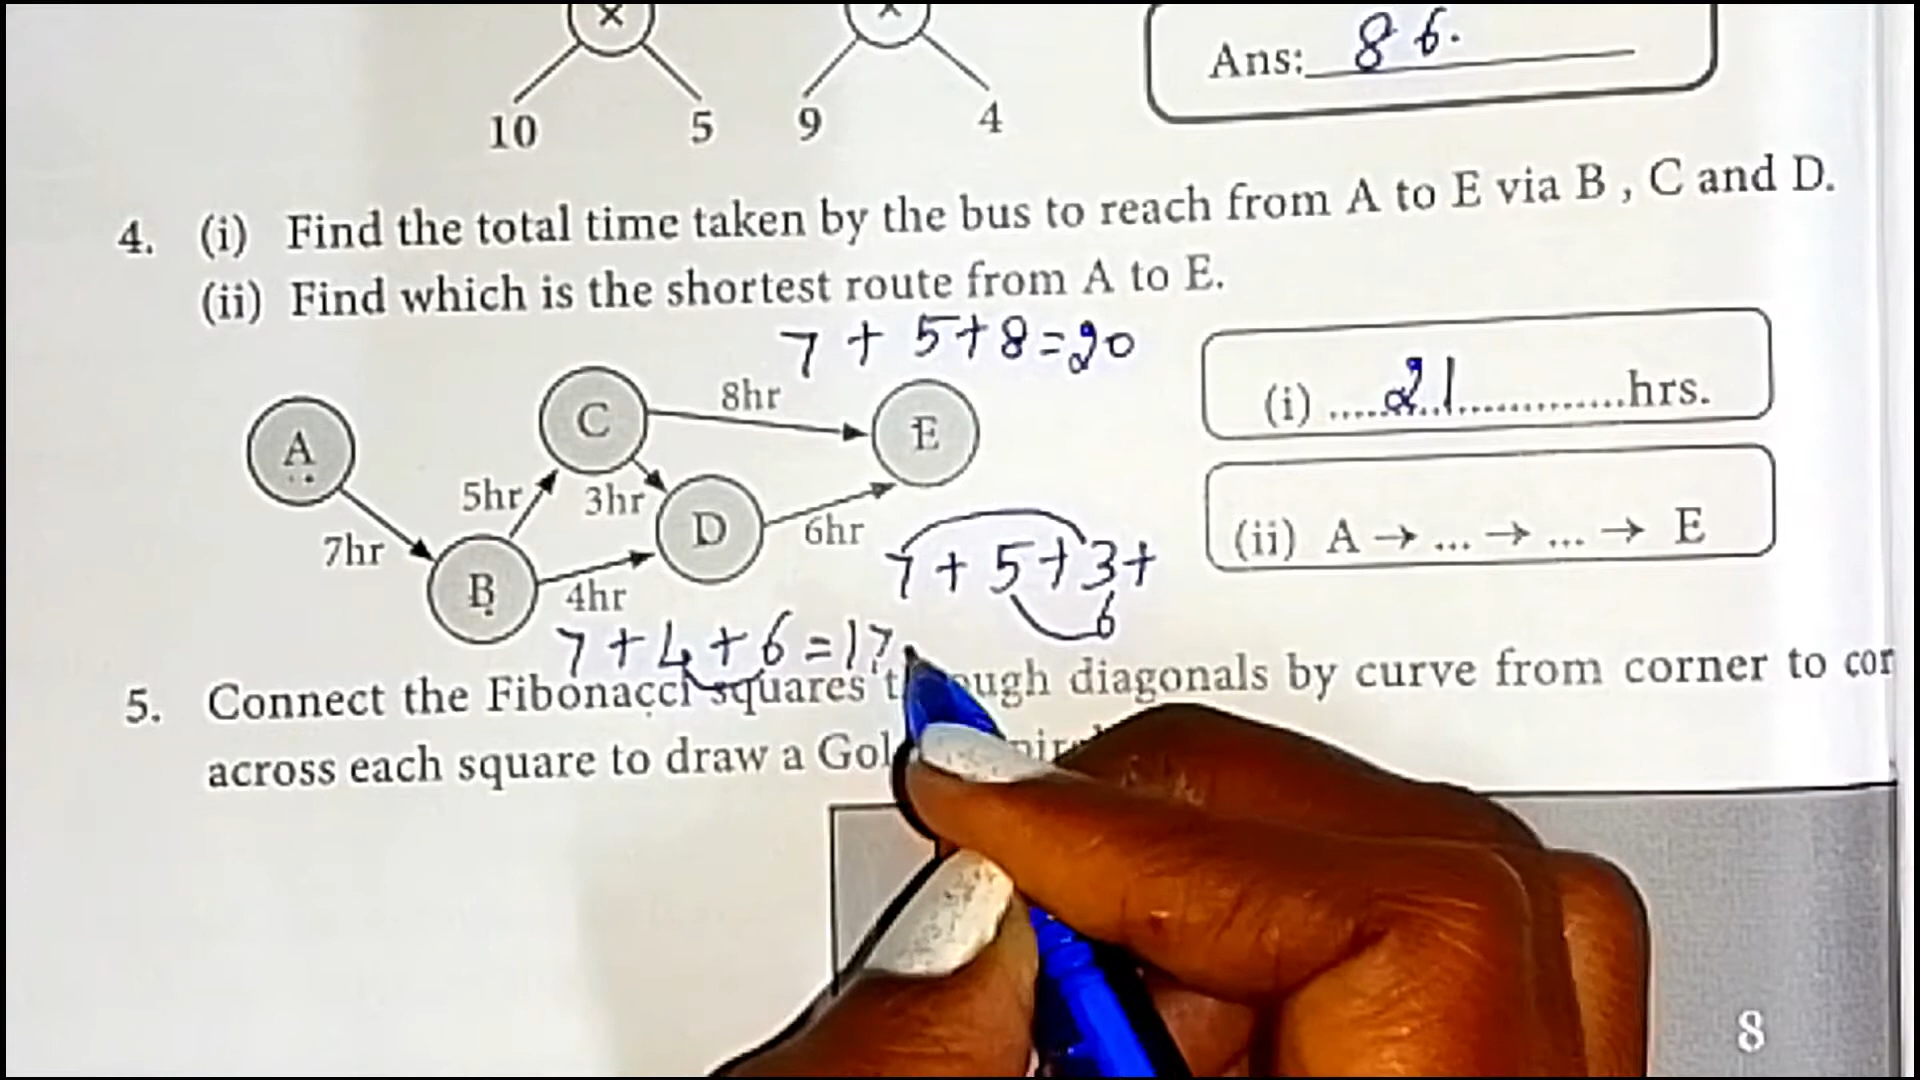 ×
×
Ans: 86.
10 5 9 4
4. (i) Find the total time taken by the bus to reach from A to E via B , C and D.
(ii) Find which is the shortest route from A to E.
7 + 5+8=20
(i) .....21.............hrs.
8hr
A C E
5hr 3hr
7hr B D 6hr
4hr
(ii) A → ... → ... → E
7 + 5 + 3 +
6
7 + 4 + 6 = 17
5. Connect the Fibonacci squares diagonals by curve from corner to cor
across each square to draw a
8